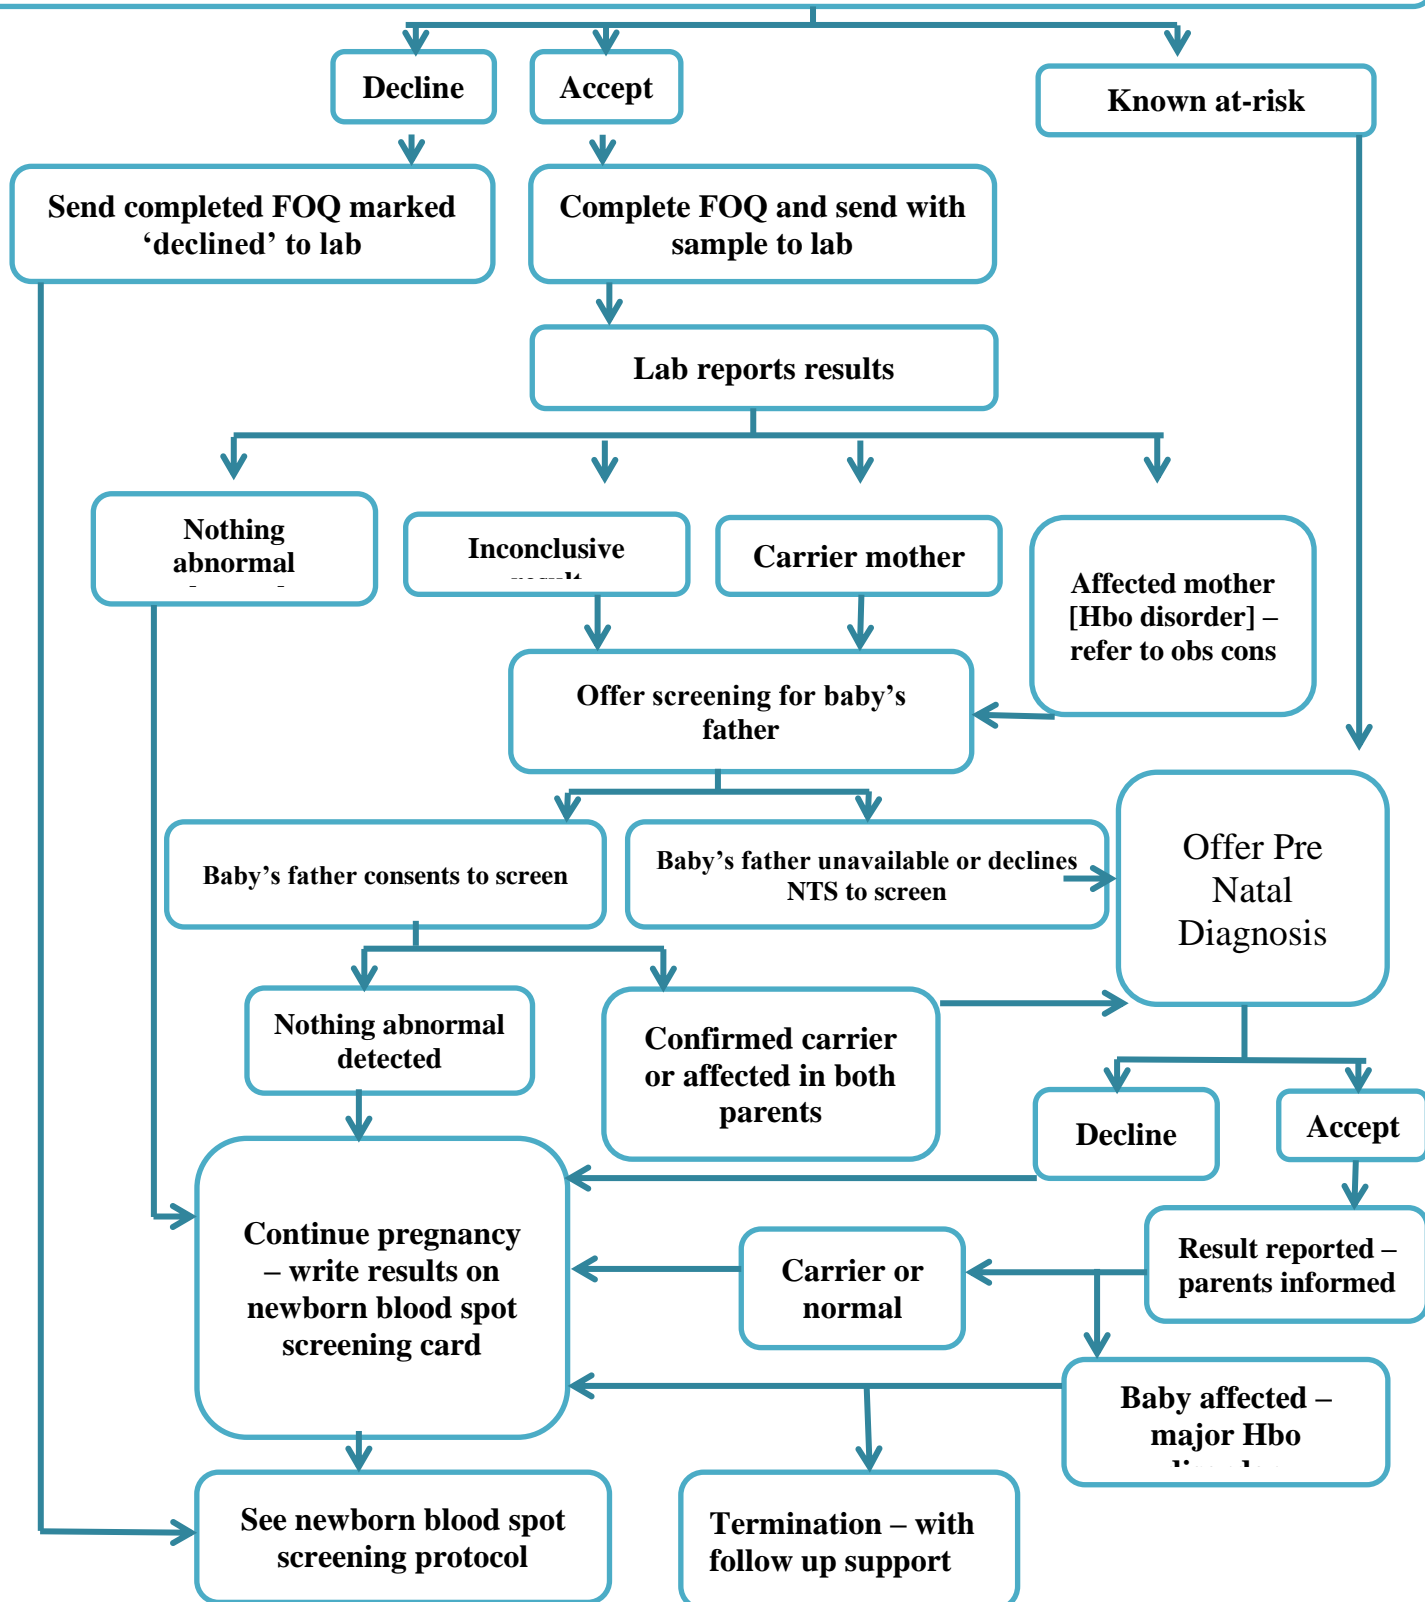 Decline
Accept
Known at-risk
Send completed FOQ marked
‘declined’ to lab
Complete FOQ and send with
sample to lab
Lab reports results
Nothing
abnormal
Inconclusive
Carrier mother
Affected mother
[Hbo disorder] –
refer to obs cons
Offer screening for baby’s
father
Baby’s father consents to screen
Baby’s father unavailable or declines
NTS to screen
Offer Pre
Natal
Diagnosis
Nothing abnormal
detected
Confirmed carrier
or affected in both
parents
Decline
Accept
Continue pregnancy
– write results on
newborn blood spot
screening card
Carrier or
normal
Result reported –
parents informed
Baby affected –
major Hbo
See newborn blood spot
screening protocol
Termination – with
follow up support